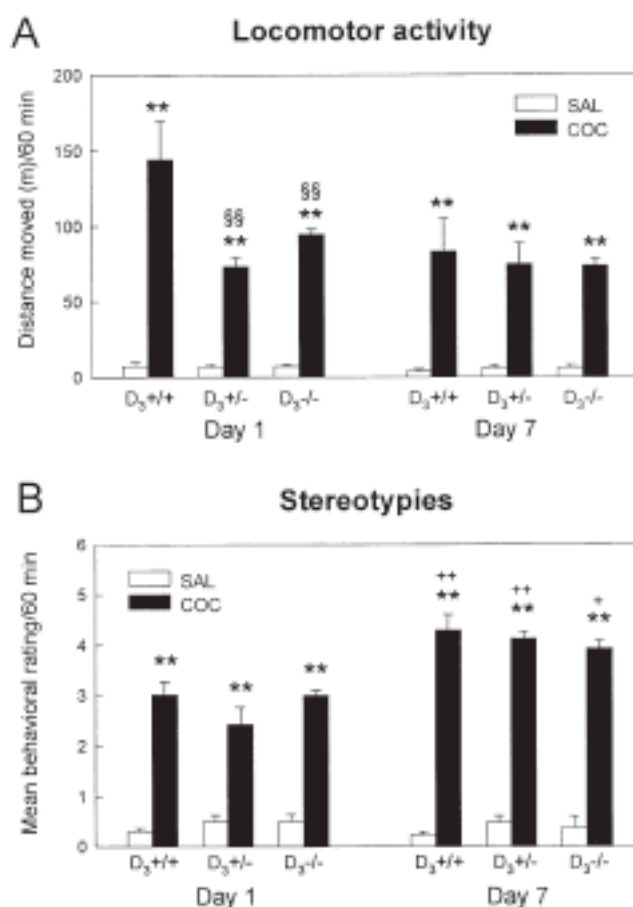 A
Locomotor activity
Distance moved (m)/60 min
200
150
100
50
0
SAL
COC
**
§§
**
§§
**
**
**
**
D₃+/+ D₃+/- D₃-/- D₃+/+ D₃+/- D₃-/-
Day 1 Day 7
B
Stereotypies
Mean behavioral rating/60 min
6
5
4
3
2
1
0
SAL
COC
**
**
**
++
**
++
**
+
**
D₃+/+ D₃+/- D₃-/- D₃+/+ D₃+/- D₃-/-
Day 1 Day 7